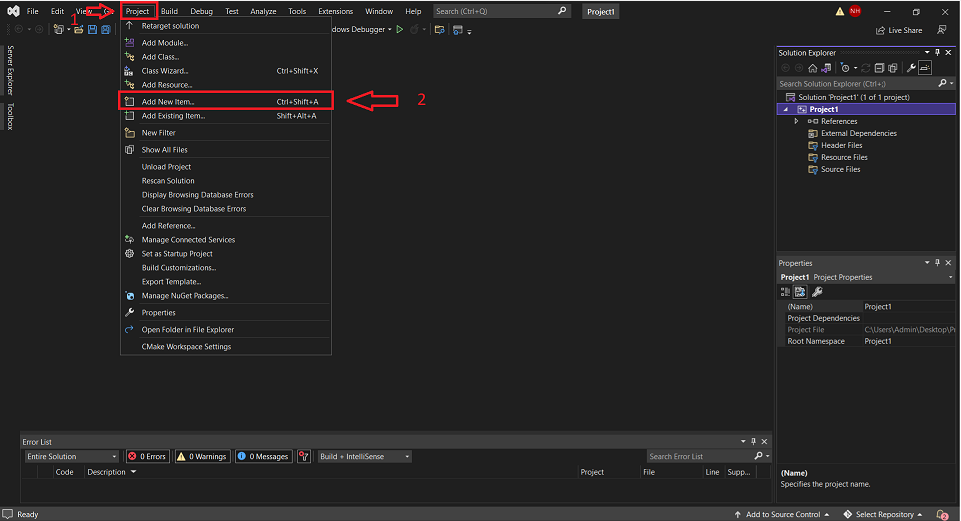 File Edit View Project Build Debug Test Analyze Tools Extensions Window Help Search (Ctrl+Q) Project1 NH
1
Windows Debugger Live Share
Retarget solution
Add Module...
Add Class...
Class Wizard... Ctrl+Shift+X
Add Resource...
Add New Item... Ctrl+Shift+A
2
Add Existing Item... Shift+Alt+A
New Filter
Show All Files
Unload Project
Rescan Solution
Display Browsing Database Errors
Clear Browsing Database Errors
Add Reference...
Manage Connected Services
Set as Startup Project
Build Customizations...
Export Template...
Manage NuGet Packages...
Properties
Open Folder in File Explorer
CMake Workspace Settings
Server Explorer
Toolbox
Solution Explorer
Search Solution Explorer (Ctrl+;)
Solution 'Project1' (1 of 1 project)
Project1
References
External Dependencies
Header Files
Resource Files
Source Files
Properties
Project1 Project Properties
(Name) Project1
Project Dependencies
Project File C:\Users\Admin\Desktop\Pr
Root Namespace Project1
(Name)
Specifies the project name.
Error List
Entire Solution 0 Errors 0 Warnings 0 Messages Build + IntelliSense Search Error List
Code Description Project File Line Supp...
Ready Add to Source Control Select Repository 2